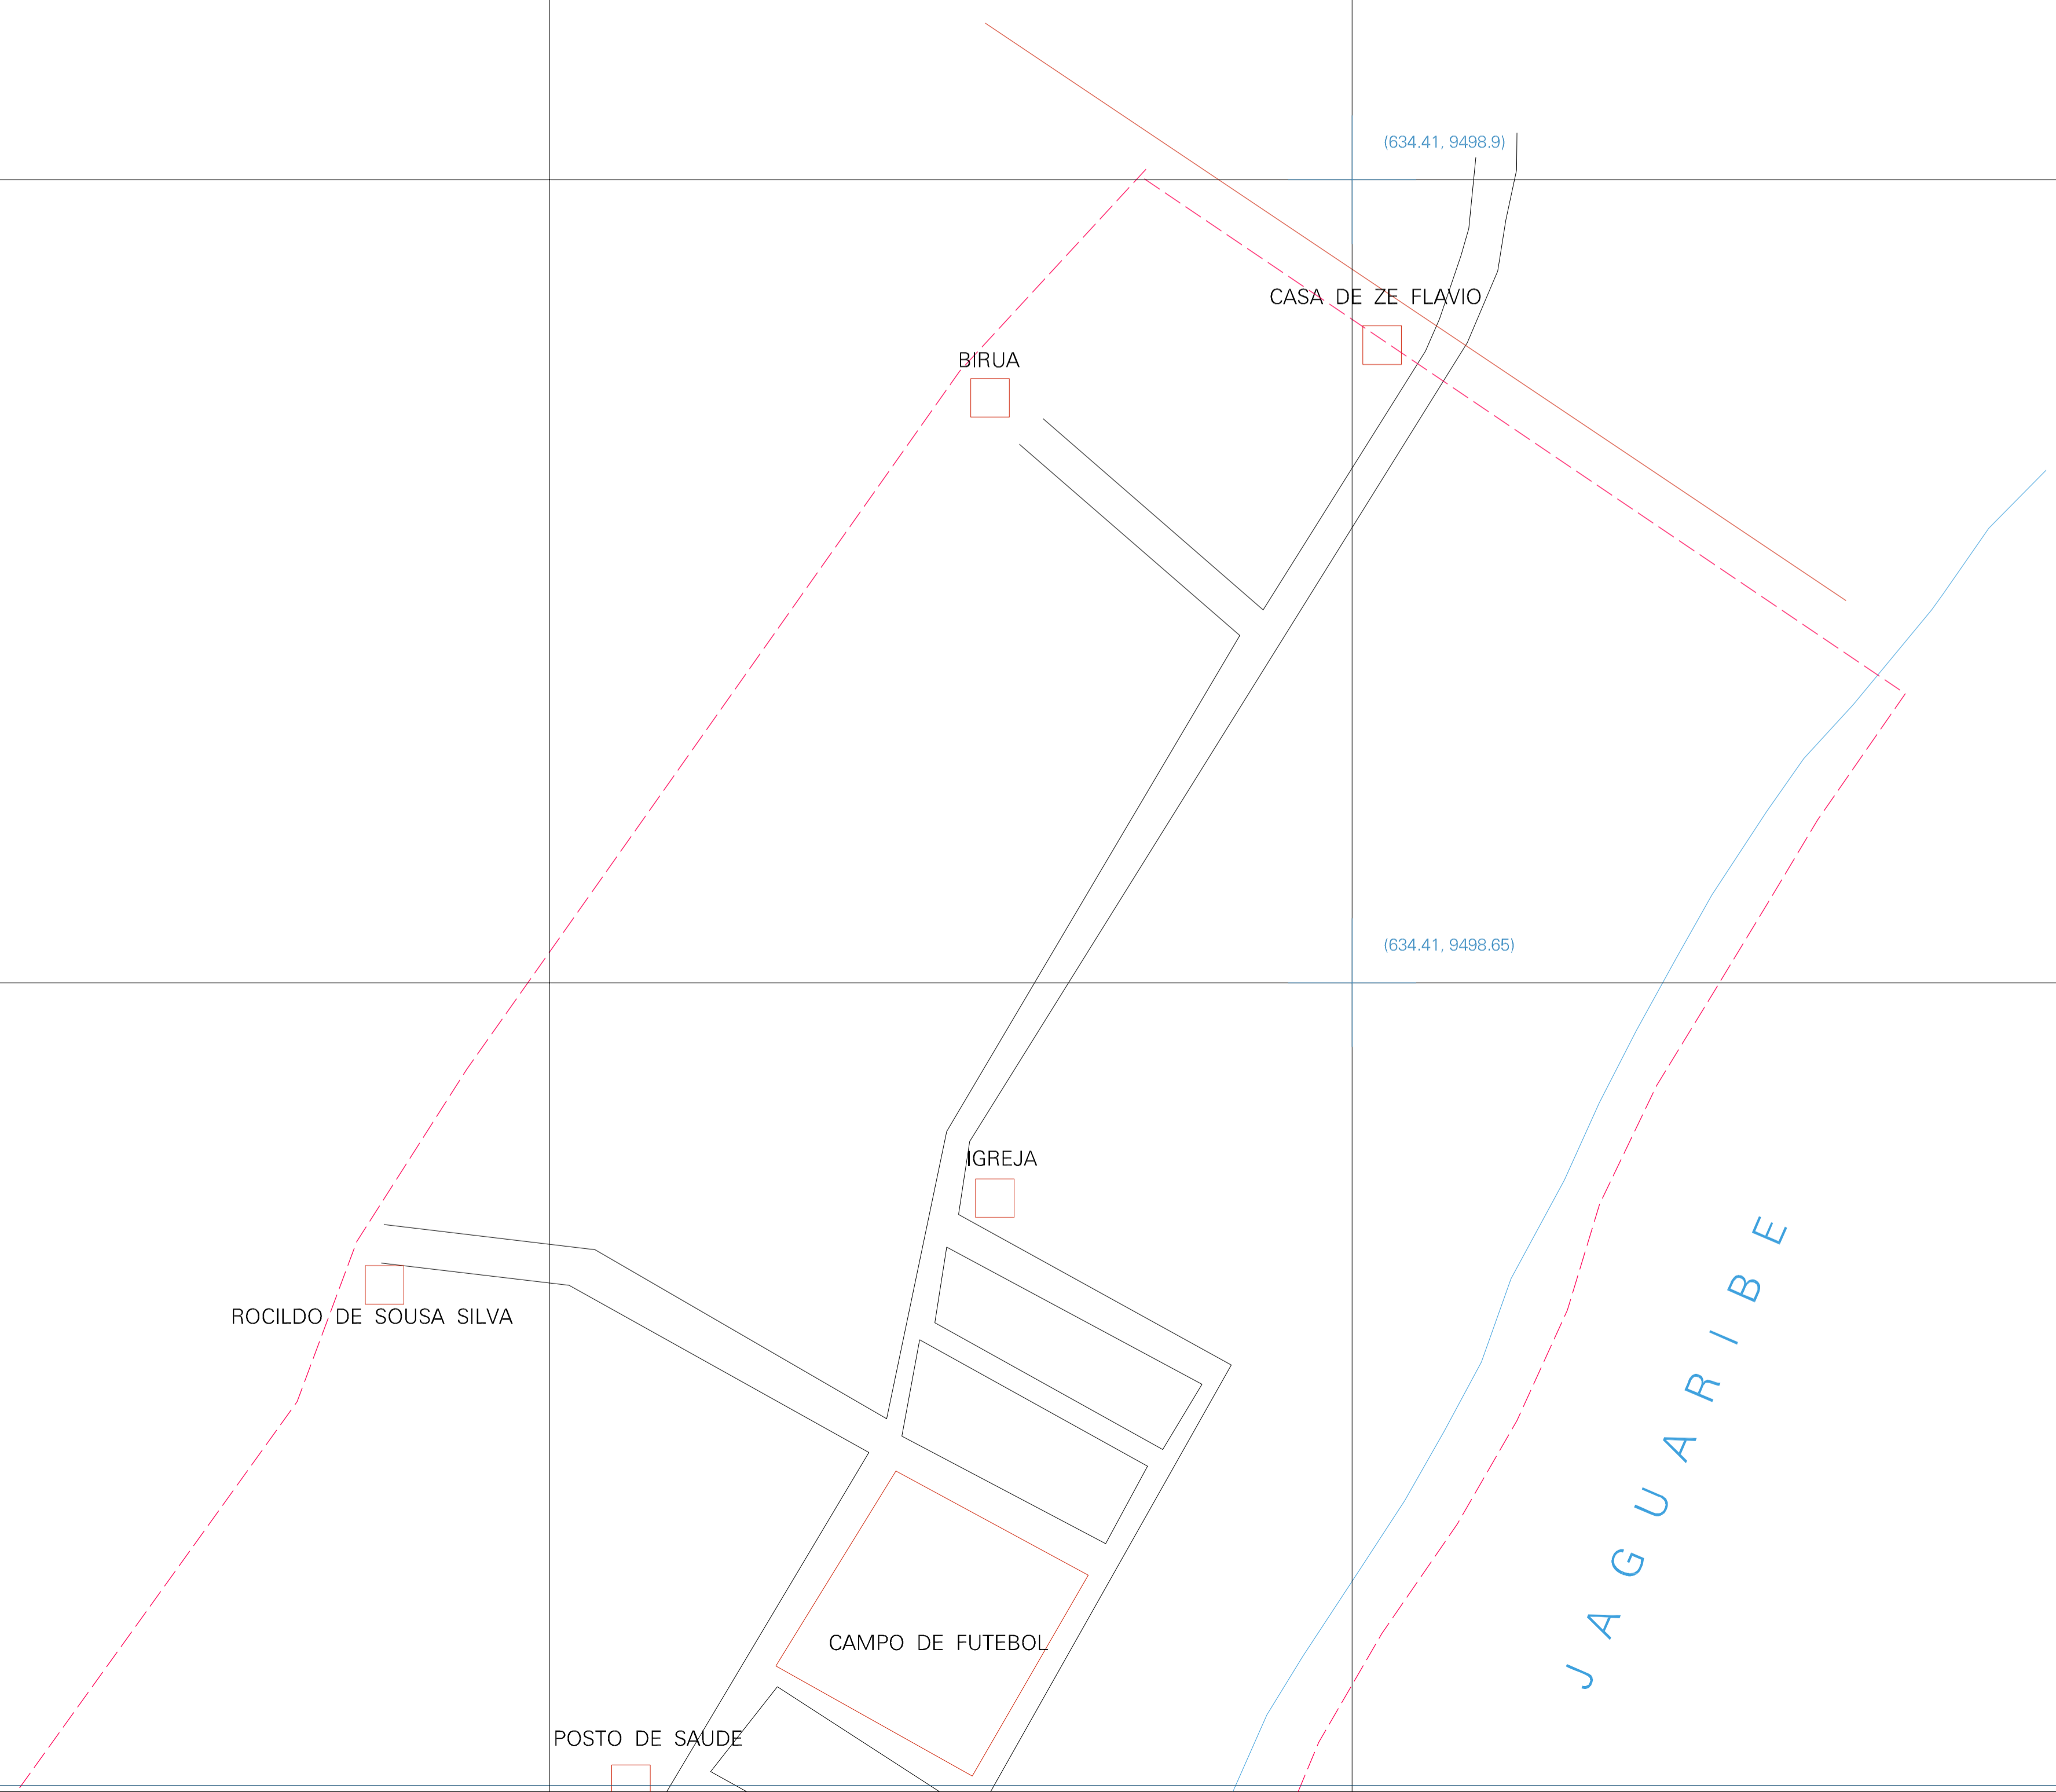 (634.41, 9498.9)
CASA DE ZE FLAVIO
BIRUA
(634.41, 9498.65)
IGREJA
ROCILDO DE SOUSA SILVA
JAGUARIBE
CAMPO DE FUTEBOL
POSTO DE SAUDE